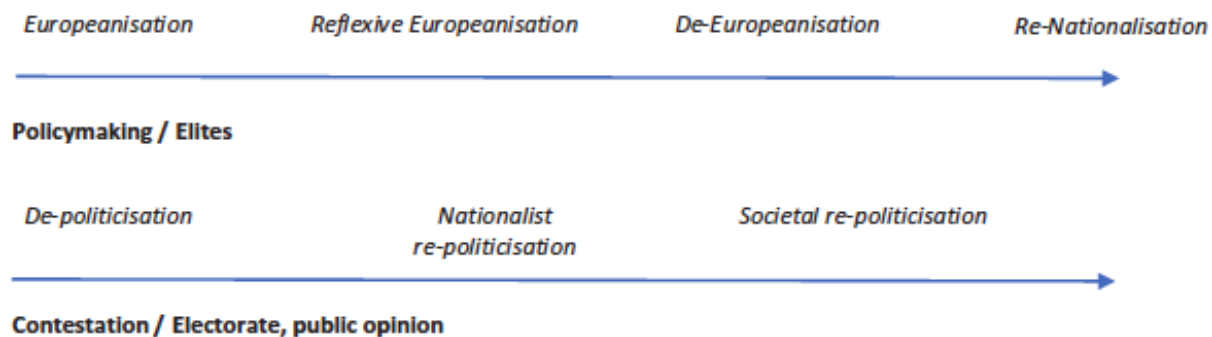 Europeanisation Reflexive Europeanisation De-Europeanisation Re-Nationalisation
Policymaking / Elites
De-politicisation Nationalist Societal re-politicisation
re-politicisation
Contestation / Electorate, public opinion